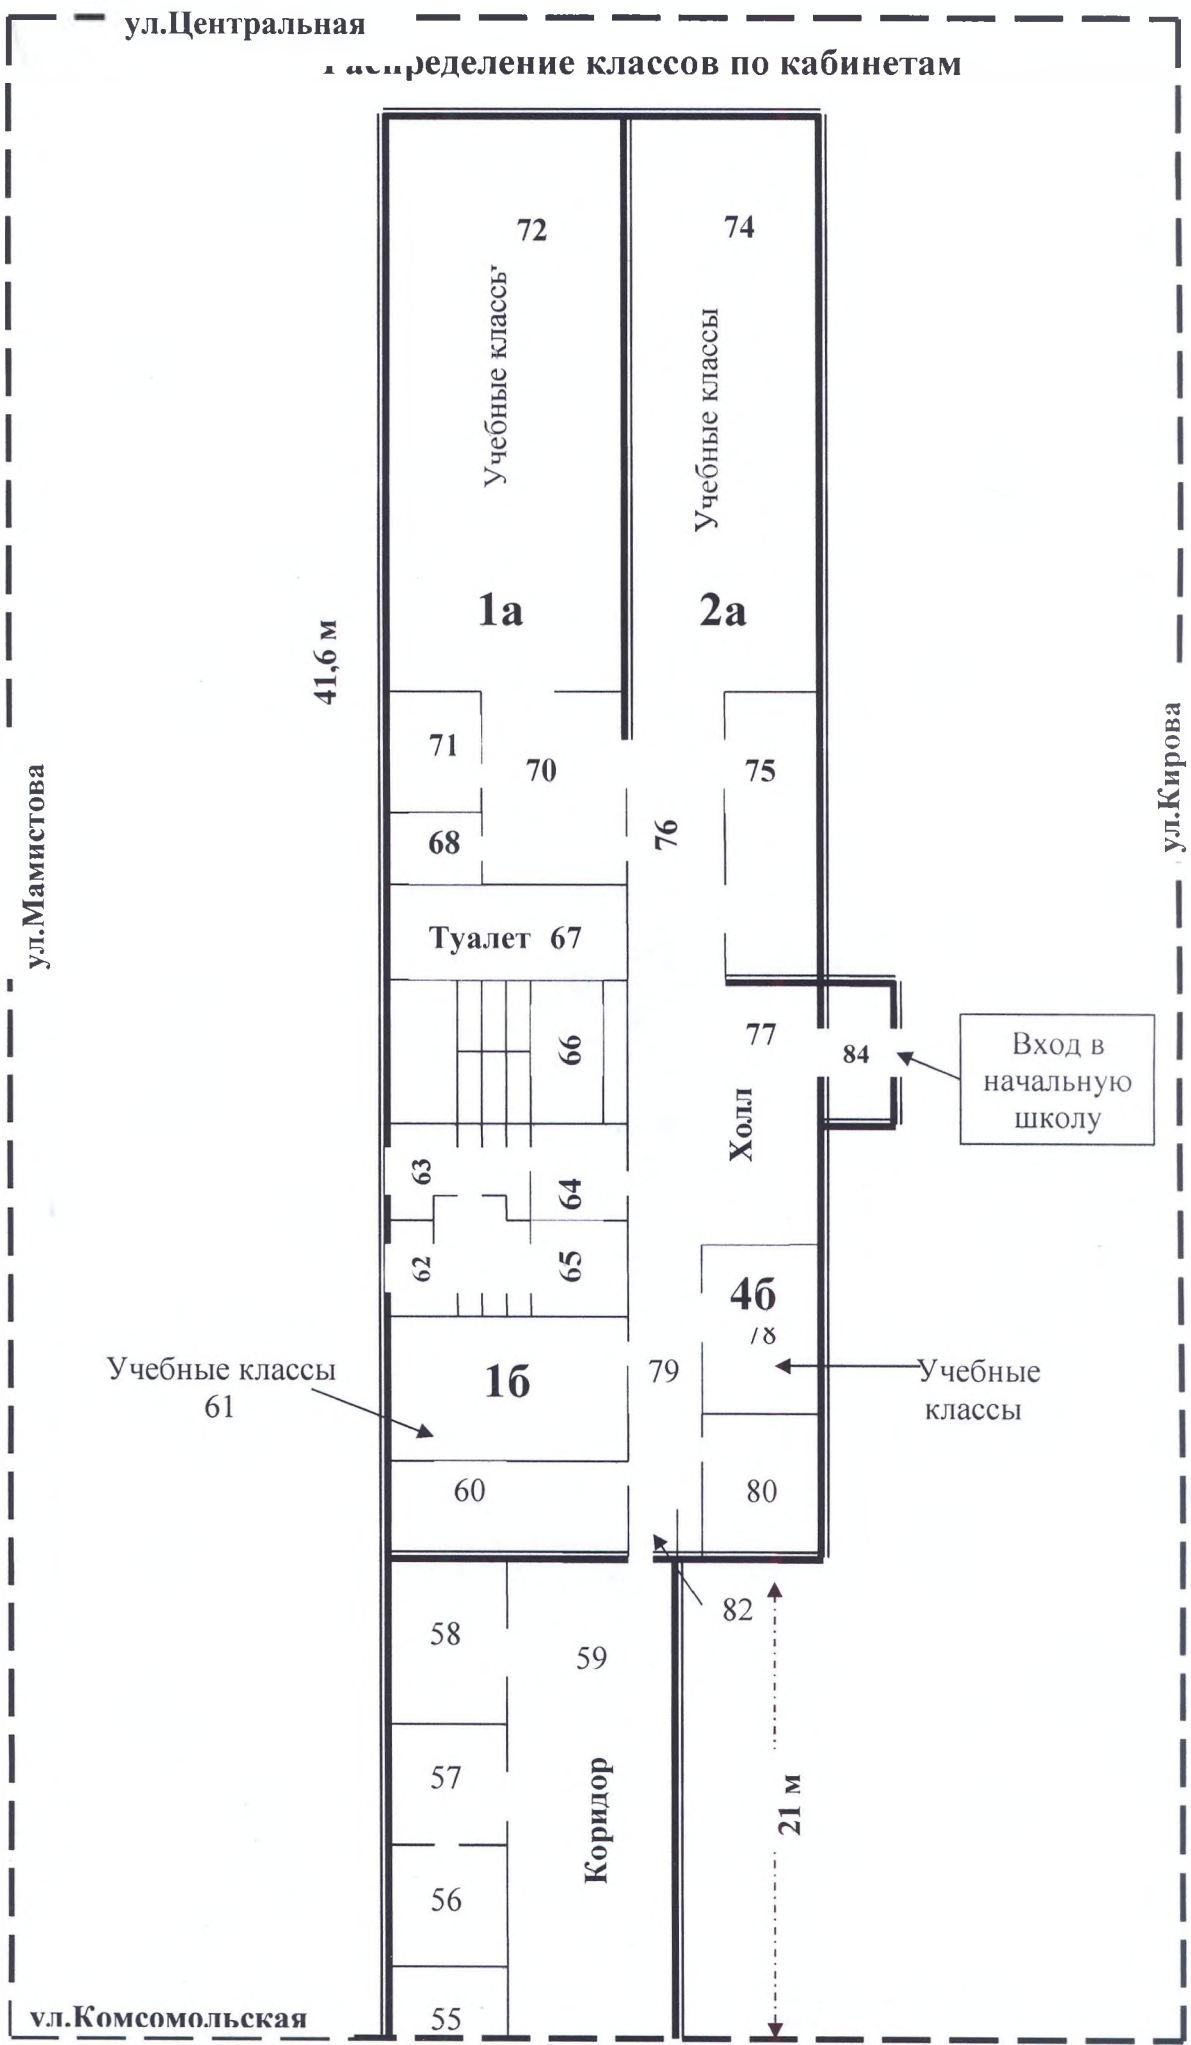 ул.Центральная
Распределение классов по кабинетам
72
74
Учебные классы
Учебные классы
1а
2а
41,6 м
71
70
75
68
76
ул.Мамистова
ул.Кирова
Туалет 67
66
77
84
Вход в
начальную
школу
Холл
63
64
62
65
4б
78
Учебные классы
61
1б
79
Учебные
классы
60
80
82
58
59
57
Коридор
21 м
56
55
ул.Комсомольская